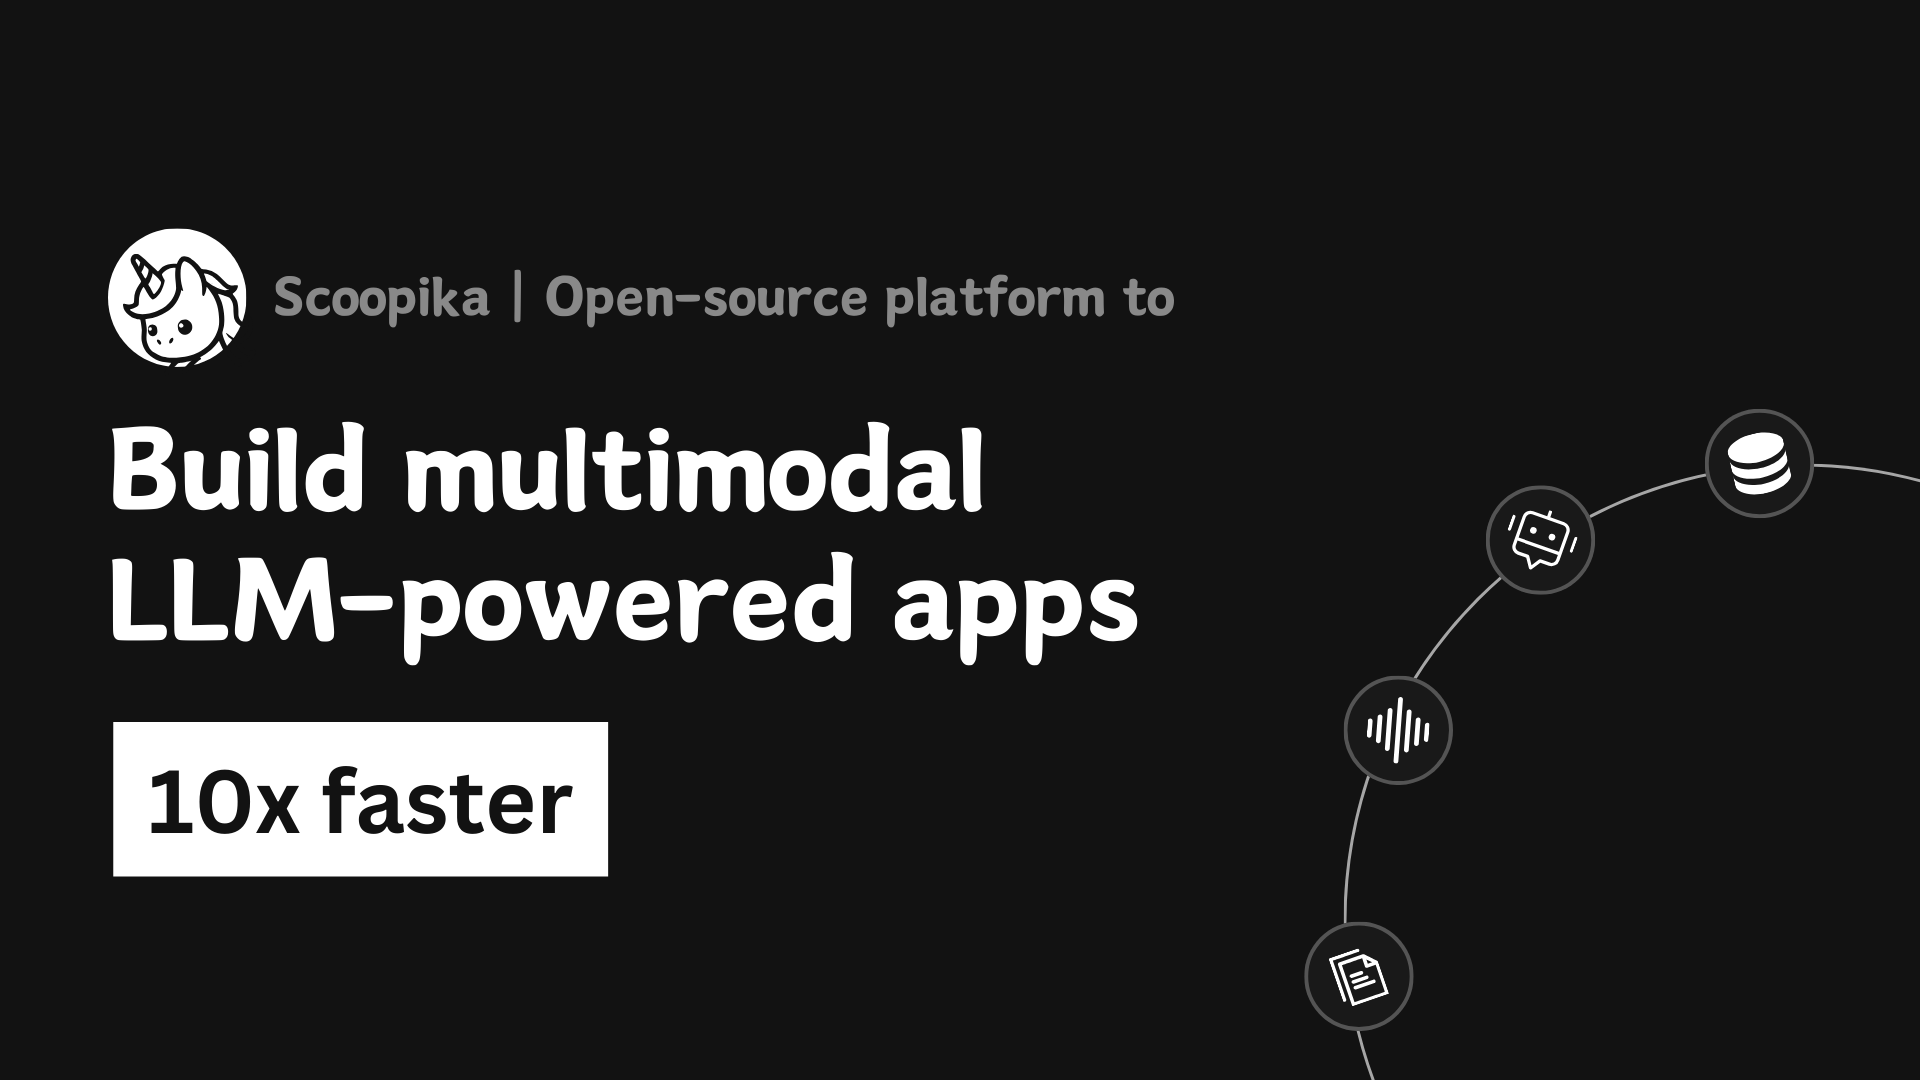 Scoopika | Open-source platform to
Build multimodal
LLM-powered apps
10x faster